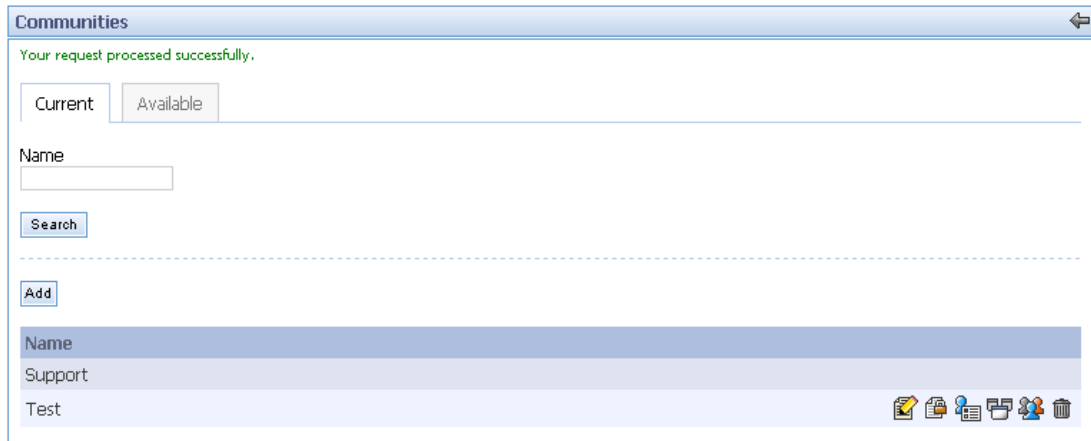 Communities
Your request processed successfully.
Current Available
Name
Search
Add
Name
Support
Test